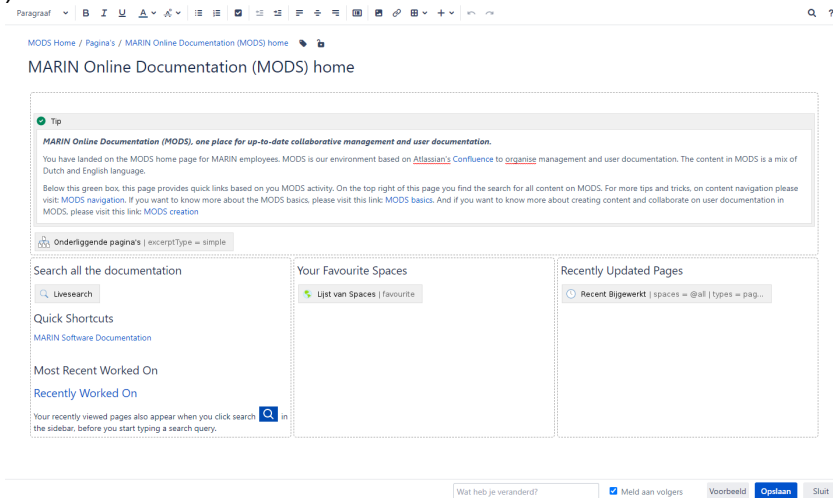 Paragraaf B I U A
MODS Home / Pagina's / MARIN Online Documentation (MODS) home
MARIN Online Documentation (MODS) home
Tip
MARIN Online Documentation (MODS), one place for up-to-date collaborative management and user documentation.
You have landed on the MODS home page for MARIN employees. MODS is our environment based on Atlassian's Confluence to organise management and user documentation. The content in MODS is a mix of
Dutch and English language.
Below this green box, this page provides quick links based on you MODS activity. On the top right of this page you find the search for all content on MODS. For more tips and tricks, on content navigation please
visit: MODS navigation. If you want to know more about the MODS basics, please visit this link: MODS basics. And if you want to know more about creating content and collaborate on user documentation in
MODS, please visit this link: MODS creation
Onderliggende pagina's | excerptType = simple
Search all the documentation
Livesearch
Quick Shortcuts
MARIN Software Documentation
Most Recent Worked On
Recently Worked On
Your recently viewed pages also appear when you click search in
the sidebar, before you start typing a search query.
Your Favourite Spaces
Lijst van Spaces | favourite
Recently Updated Pages
Recent Bijgewerkt | spaces = @all | types = pag...
Wat heb je veranderd? Meld aan volgers Voorbeeld Opslaan Sluit